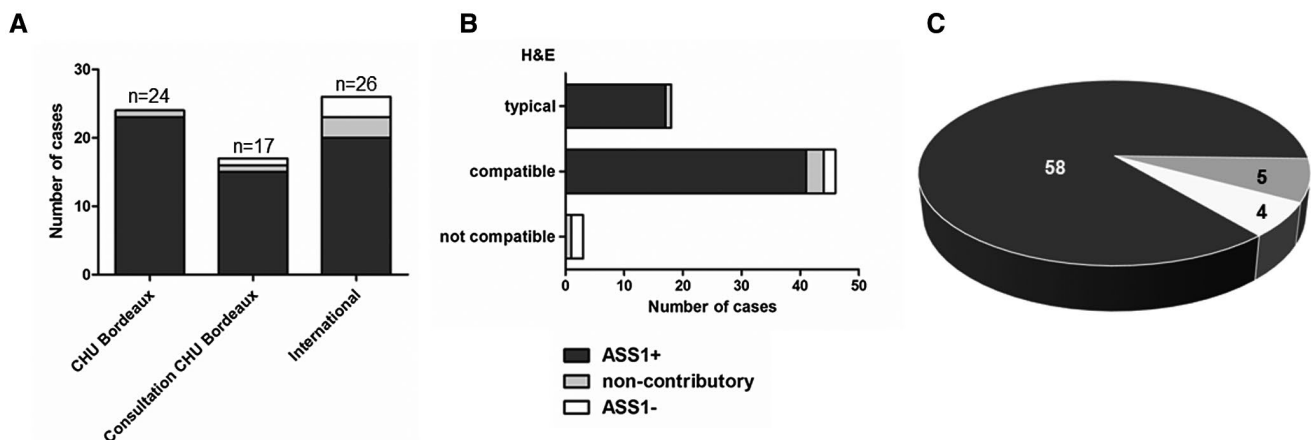 A
Number of cases
30
20
10
0
n=24
n=17
n=26
CHU Bordeaux
Consultation CHU Bordeaux
International
B
H&E
typical
compatible
not compatible
0 10 20 30 40 50
Number of cases
ASS1+
non-contributory
ASS1-
C
58
5
4